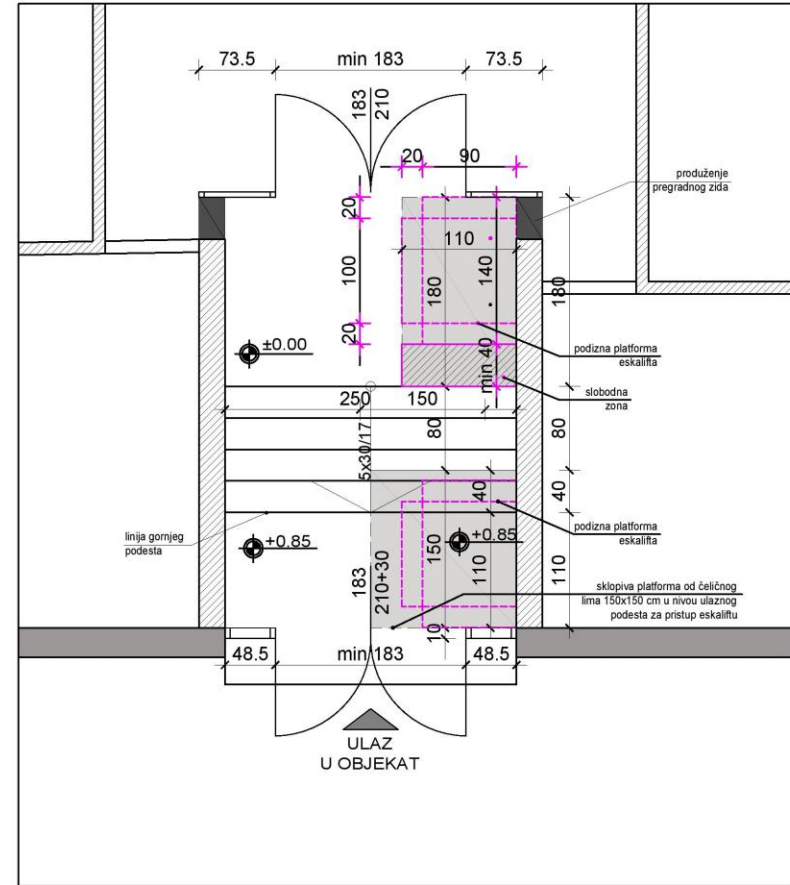 73.5
min 183
73.5
183
210
20
90
produženje
pregradnog zida
20
110
100
180
140
180
20
min 40
±0.00
podizna platforma
eskalifta
slobodna
zona
250
150
80
80
5x30/17
40
40
linija gornjeg
podesta
podizna platforma
eskalifta
+0.85
+0.85
183
210+30
150
110
110
10
sklopiva platforma od čeličnog
lima 150x150 cm u nivou ulaznog
podesta za pristup eskaliftu
48.5
min 183
48.5
ULAZ
U OBJEKAT